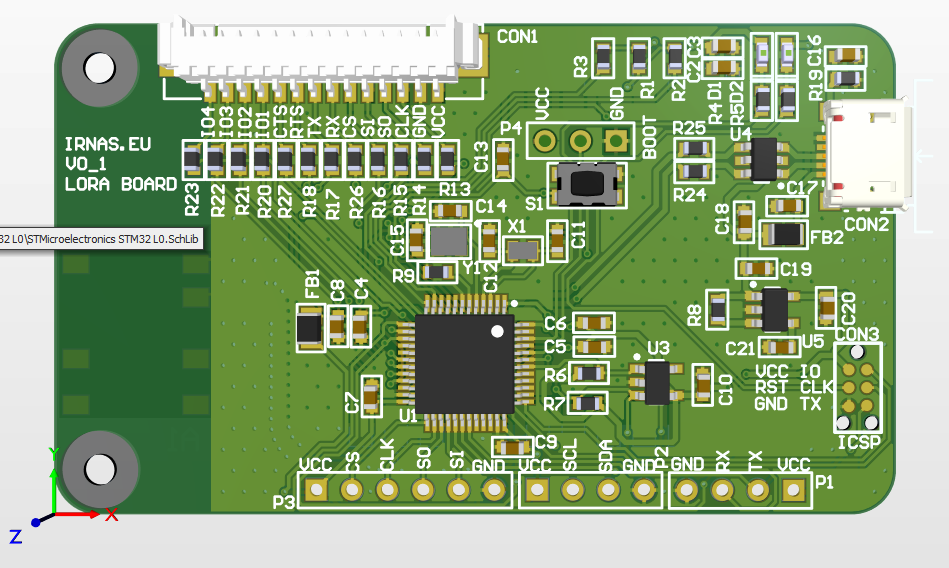 CON1
IO4 IO3 IO2 IO1 CTS RTS TX RX CS SI SO CLK GND VCC
IRNAS.EU
V0_1
LORA BOARD
R23 R22 R21 R20 R27 R18 R17 R26 R16 R15 R14 R13
C13
P4 VCC GND BOOT
S1
R3 R1 R2 C3 C2 R4 D1 R5 D2 C16 R19
R25
R24
C17
CON2
C18
FB2
C19
C14
X1
C15
C11
R9 Y1 C12
32 L0\STMicroelectronics STM32 L0.SchLib
FB1 C8 C4
R8
C20
U5
C21
CON3
C6
C5
U3
R6
R7
C10
VCC IO
RST CLK
GND TX
ICSP
C7
U1
C9
P3 VCC CS CLK SO SI GND
VCC SCL SDA GND P2
GND RX TX VCC P1
Y
X
Z